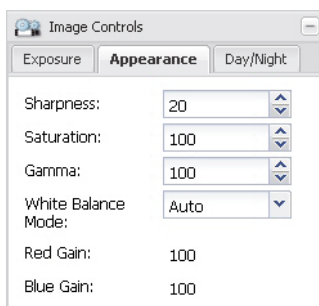 Image Controls
Exposure Appearance Day/Night
Sharpness: 20
Saturation: 100
Gamma: 100
White Balance Mode: Auto
Red Gain: 100
Blue Gain: 100